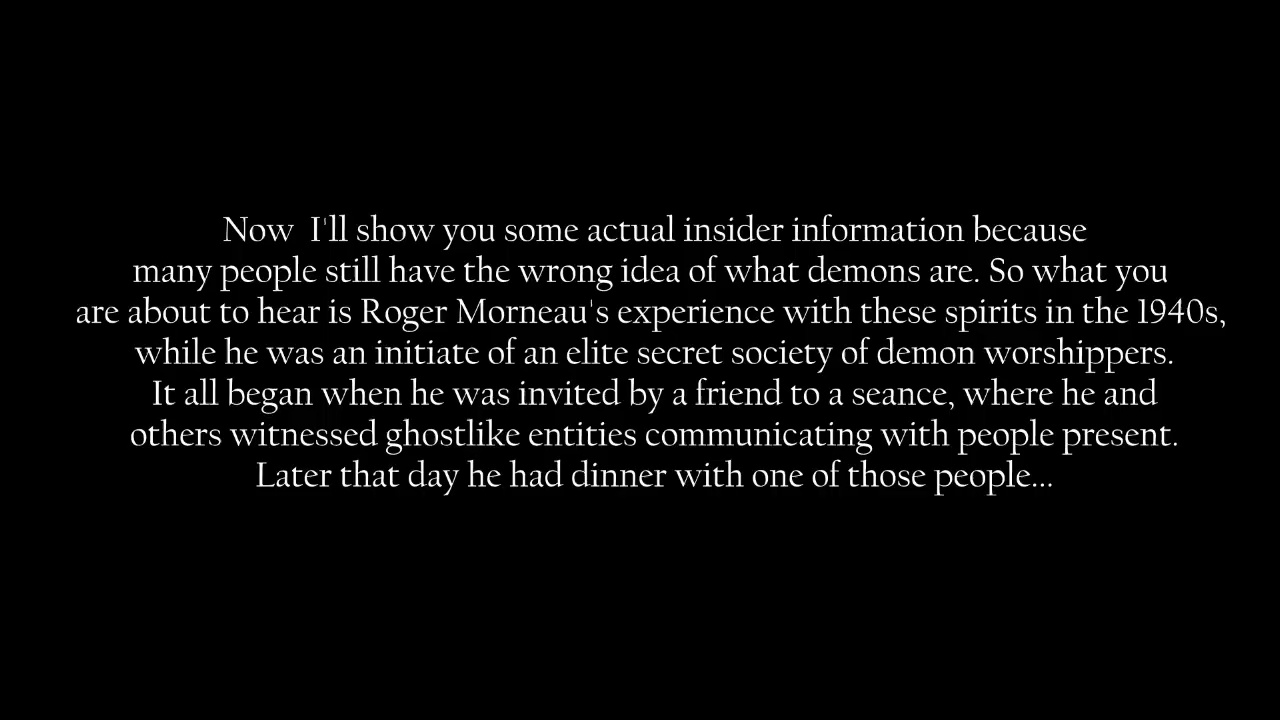 Now  I'll show you some actual insider information because
many people still have the wrong idea of what demons are. So what you
are about to hear is Roger Morneau's experience with these spirits in the 1940s,
while he was an initiate of an elite secret society of demon worshippers.
It all began when he was invited by a friend to a seance, where he and
others witnessed ghostlike entities communicating with people present.
Later that day he had dinner with one of those people...